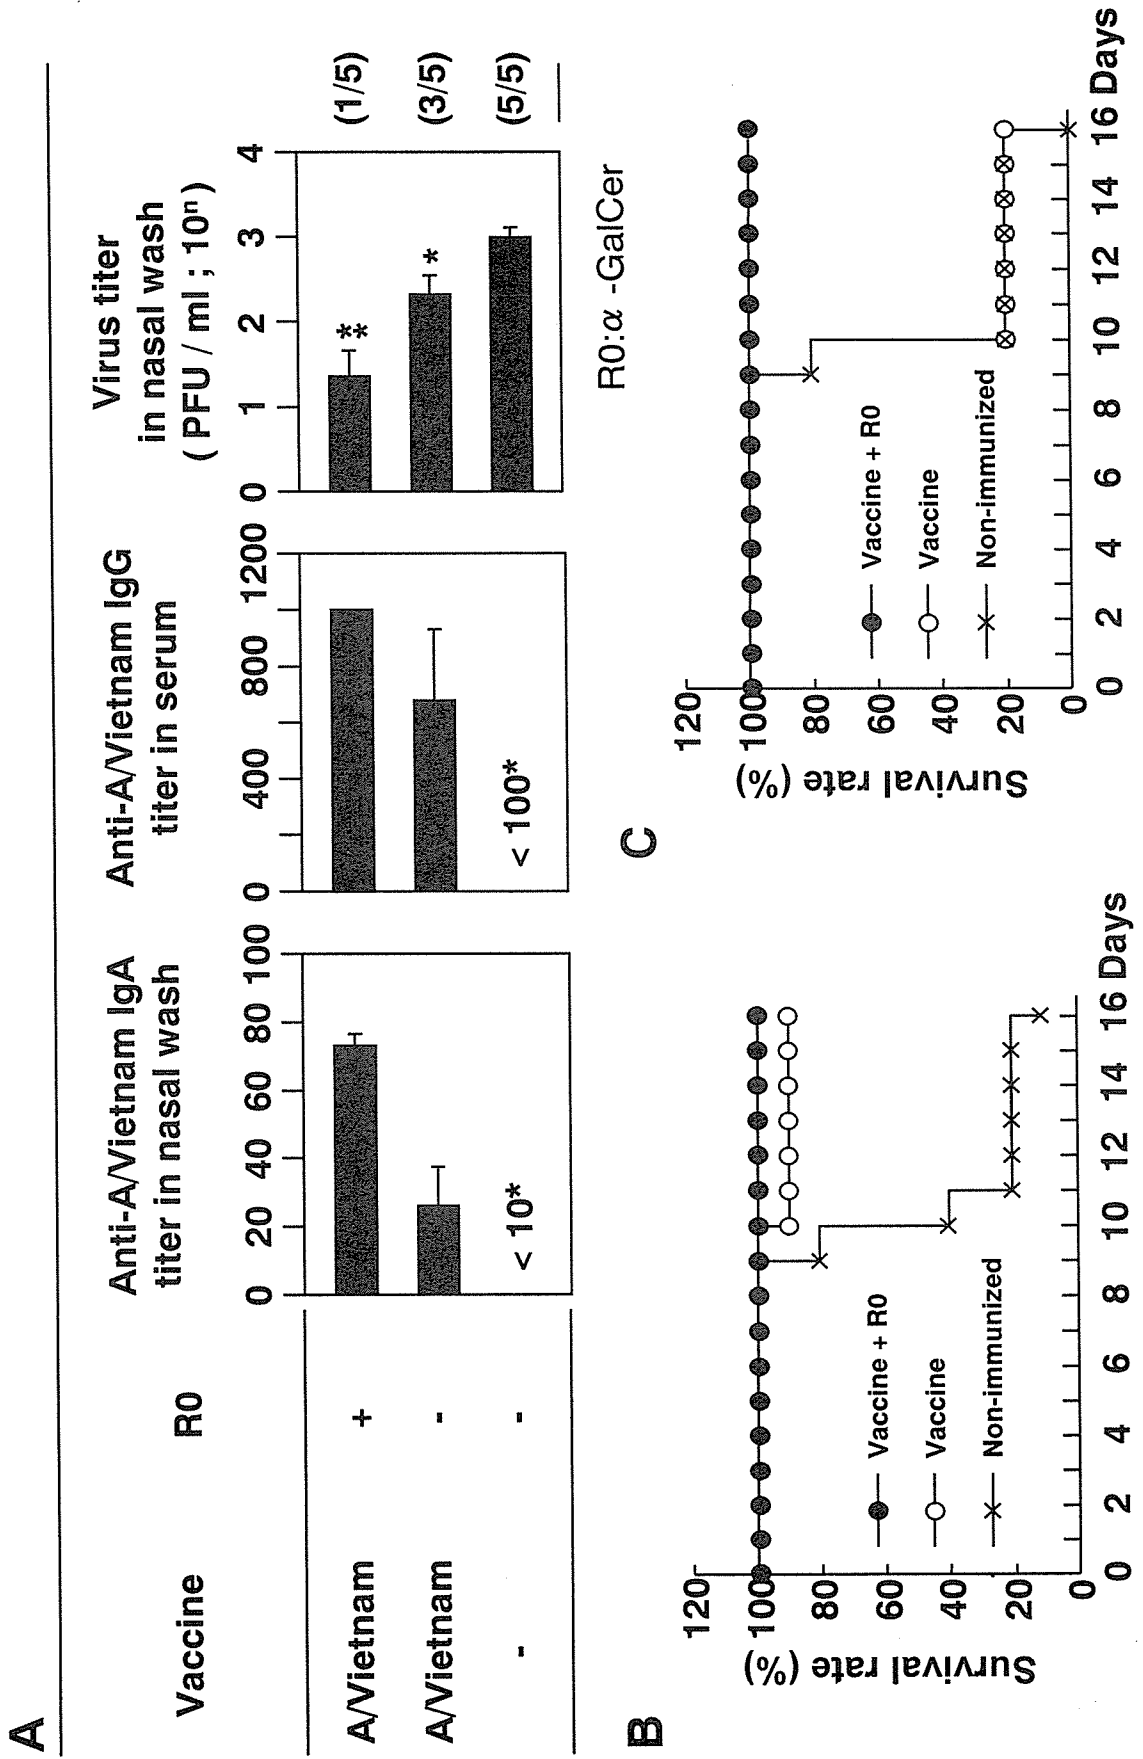 A
Vaccine R0 Anti-A/Vietnam IgA Anti-A/Vietnam IgG Virus titer
titer in nasal wash titer in serum in nasal wash
( PFU / ml ; 10ⁿ )
0 20 40 60 80 100 0 400 800 1200 0 1 2 3 4
A/Vietnam + ** (1/5)
A/Vietnam - * (3/5)
- - < 10* < 100* (5/5)
R0:α -GalCer
B
Survival rate (%)
120
100
80
60
40
20
0
Vaccine + R0
Vaccine
Non-immunized
0 2 4 6 8 10 12 14 16 Days
C
Survival rate (%)
120
100
80
60
40
20
0
Vaccine + R0
Vaccine
Non-immunized
0 2 4 6 8 10 12 14 16 Days